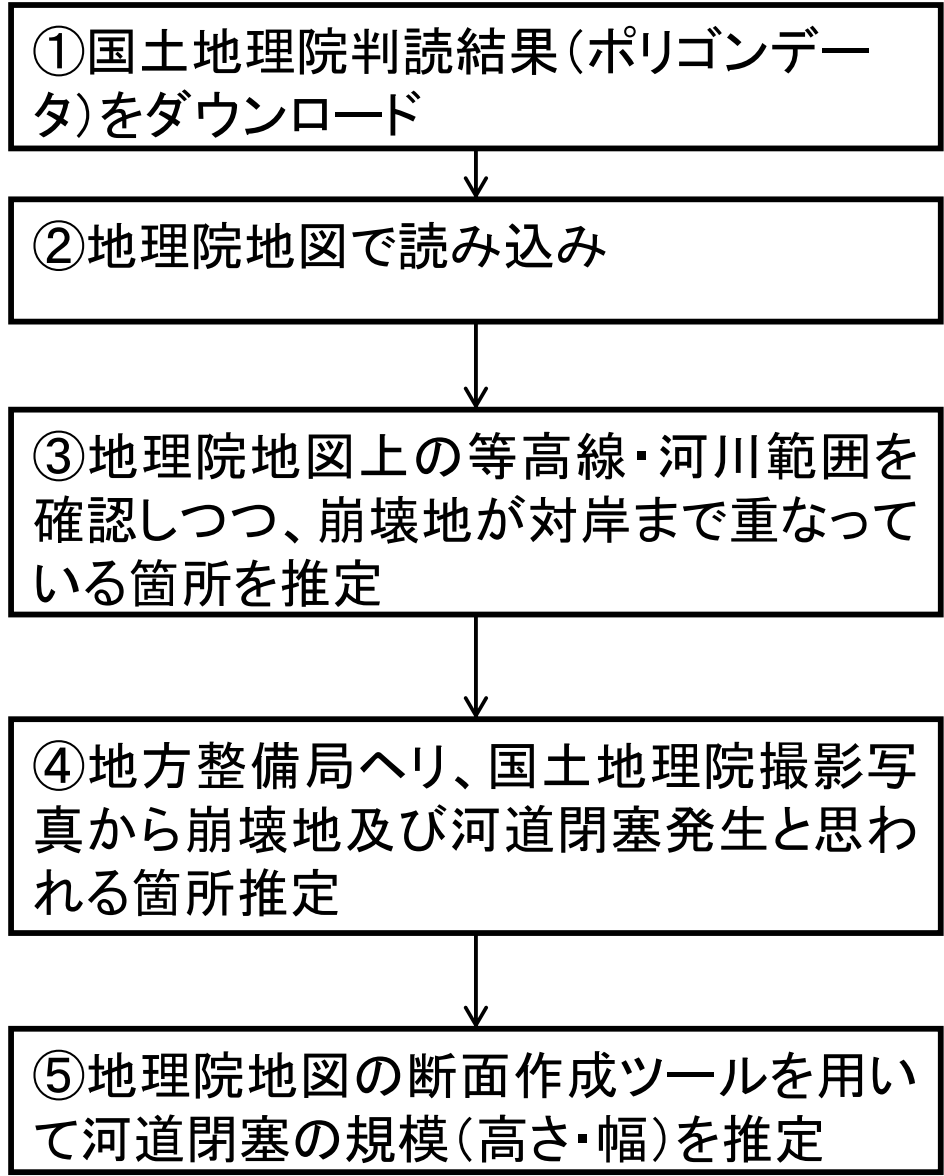 ①国土地理院判読結果（ポリゴンデー
タ）をダウンロード
②地理院地図で読み込み
③地理院地図上の等高線・河川範囲を
確認しつつ、崩壊地が対岸まで重なって
いる箇所を推定
④地方整備局ヘリ、国土地理院撮影写
真から崩壊地及び河道閉塞発生と思わ
れる箇所推定
⑤地理院地図の断面作成ツールを用い
て河道閉塞の規模（高さ・幅）を推定